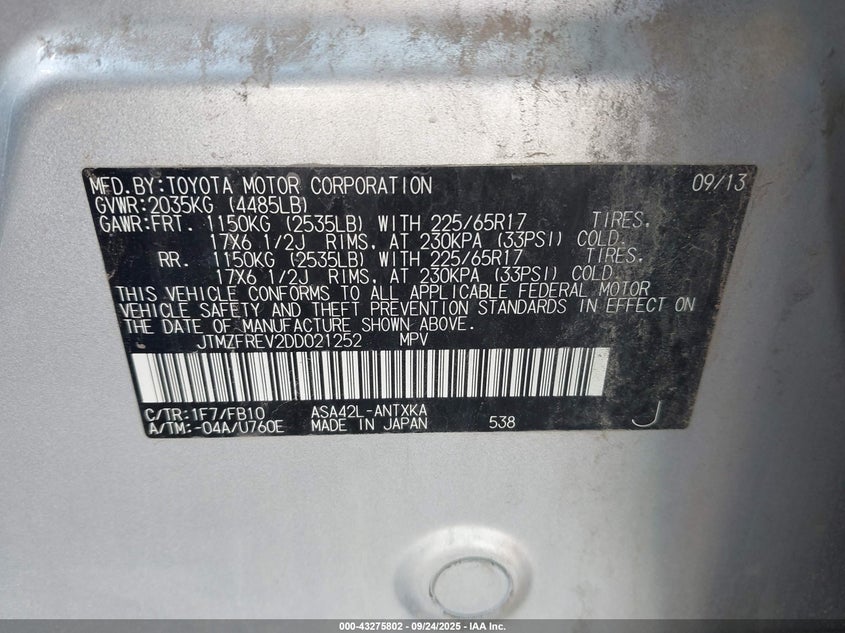 MFD.BY:TOYOTA MOTOR CORPORATION 09/13
GVWR:2035KG (4485LB)
GAWR:FRT. 1150KG (2535LB) WITH 225/65R17 TIRES,
17X6 1/2J RIMS, AT 230KPA (33PSI) COLD.
RR. 1150KG (2535LB) WITH 225/65R17 TIRES,
17X6 1/2J RIMS, AT 230KPA (33PSI) COLD.
THIS VEHICLE CONFORMS TO ALL APPLICABLE FEDERAL MOTOR
VEHICLE SAFETY AND THEFT PREVENTION STANDARDS IN EFFECT ON
THE DATE OF MANUFACTURE SHOWN ABOVE.
JTMZFREV2DD021252 MPV
C/TR:1F7/FB10 ASA42L-ANTXKA
A/TM:-04A/U760E MADE IN JAPAN 538 J
000-43275802 - 09/24/2025 - IAA Inc.